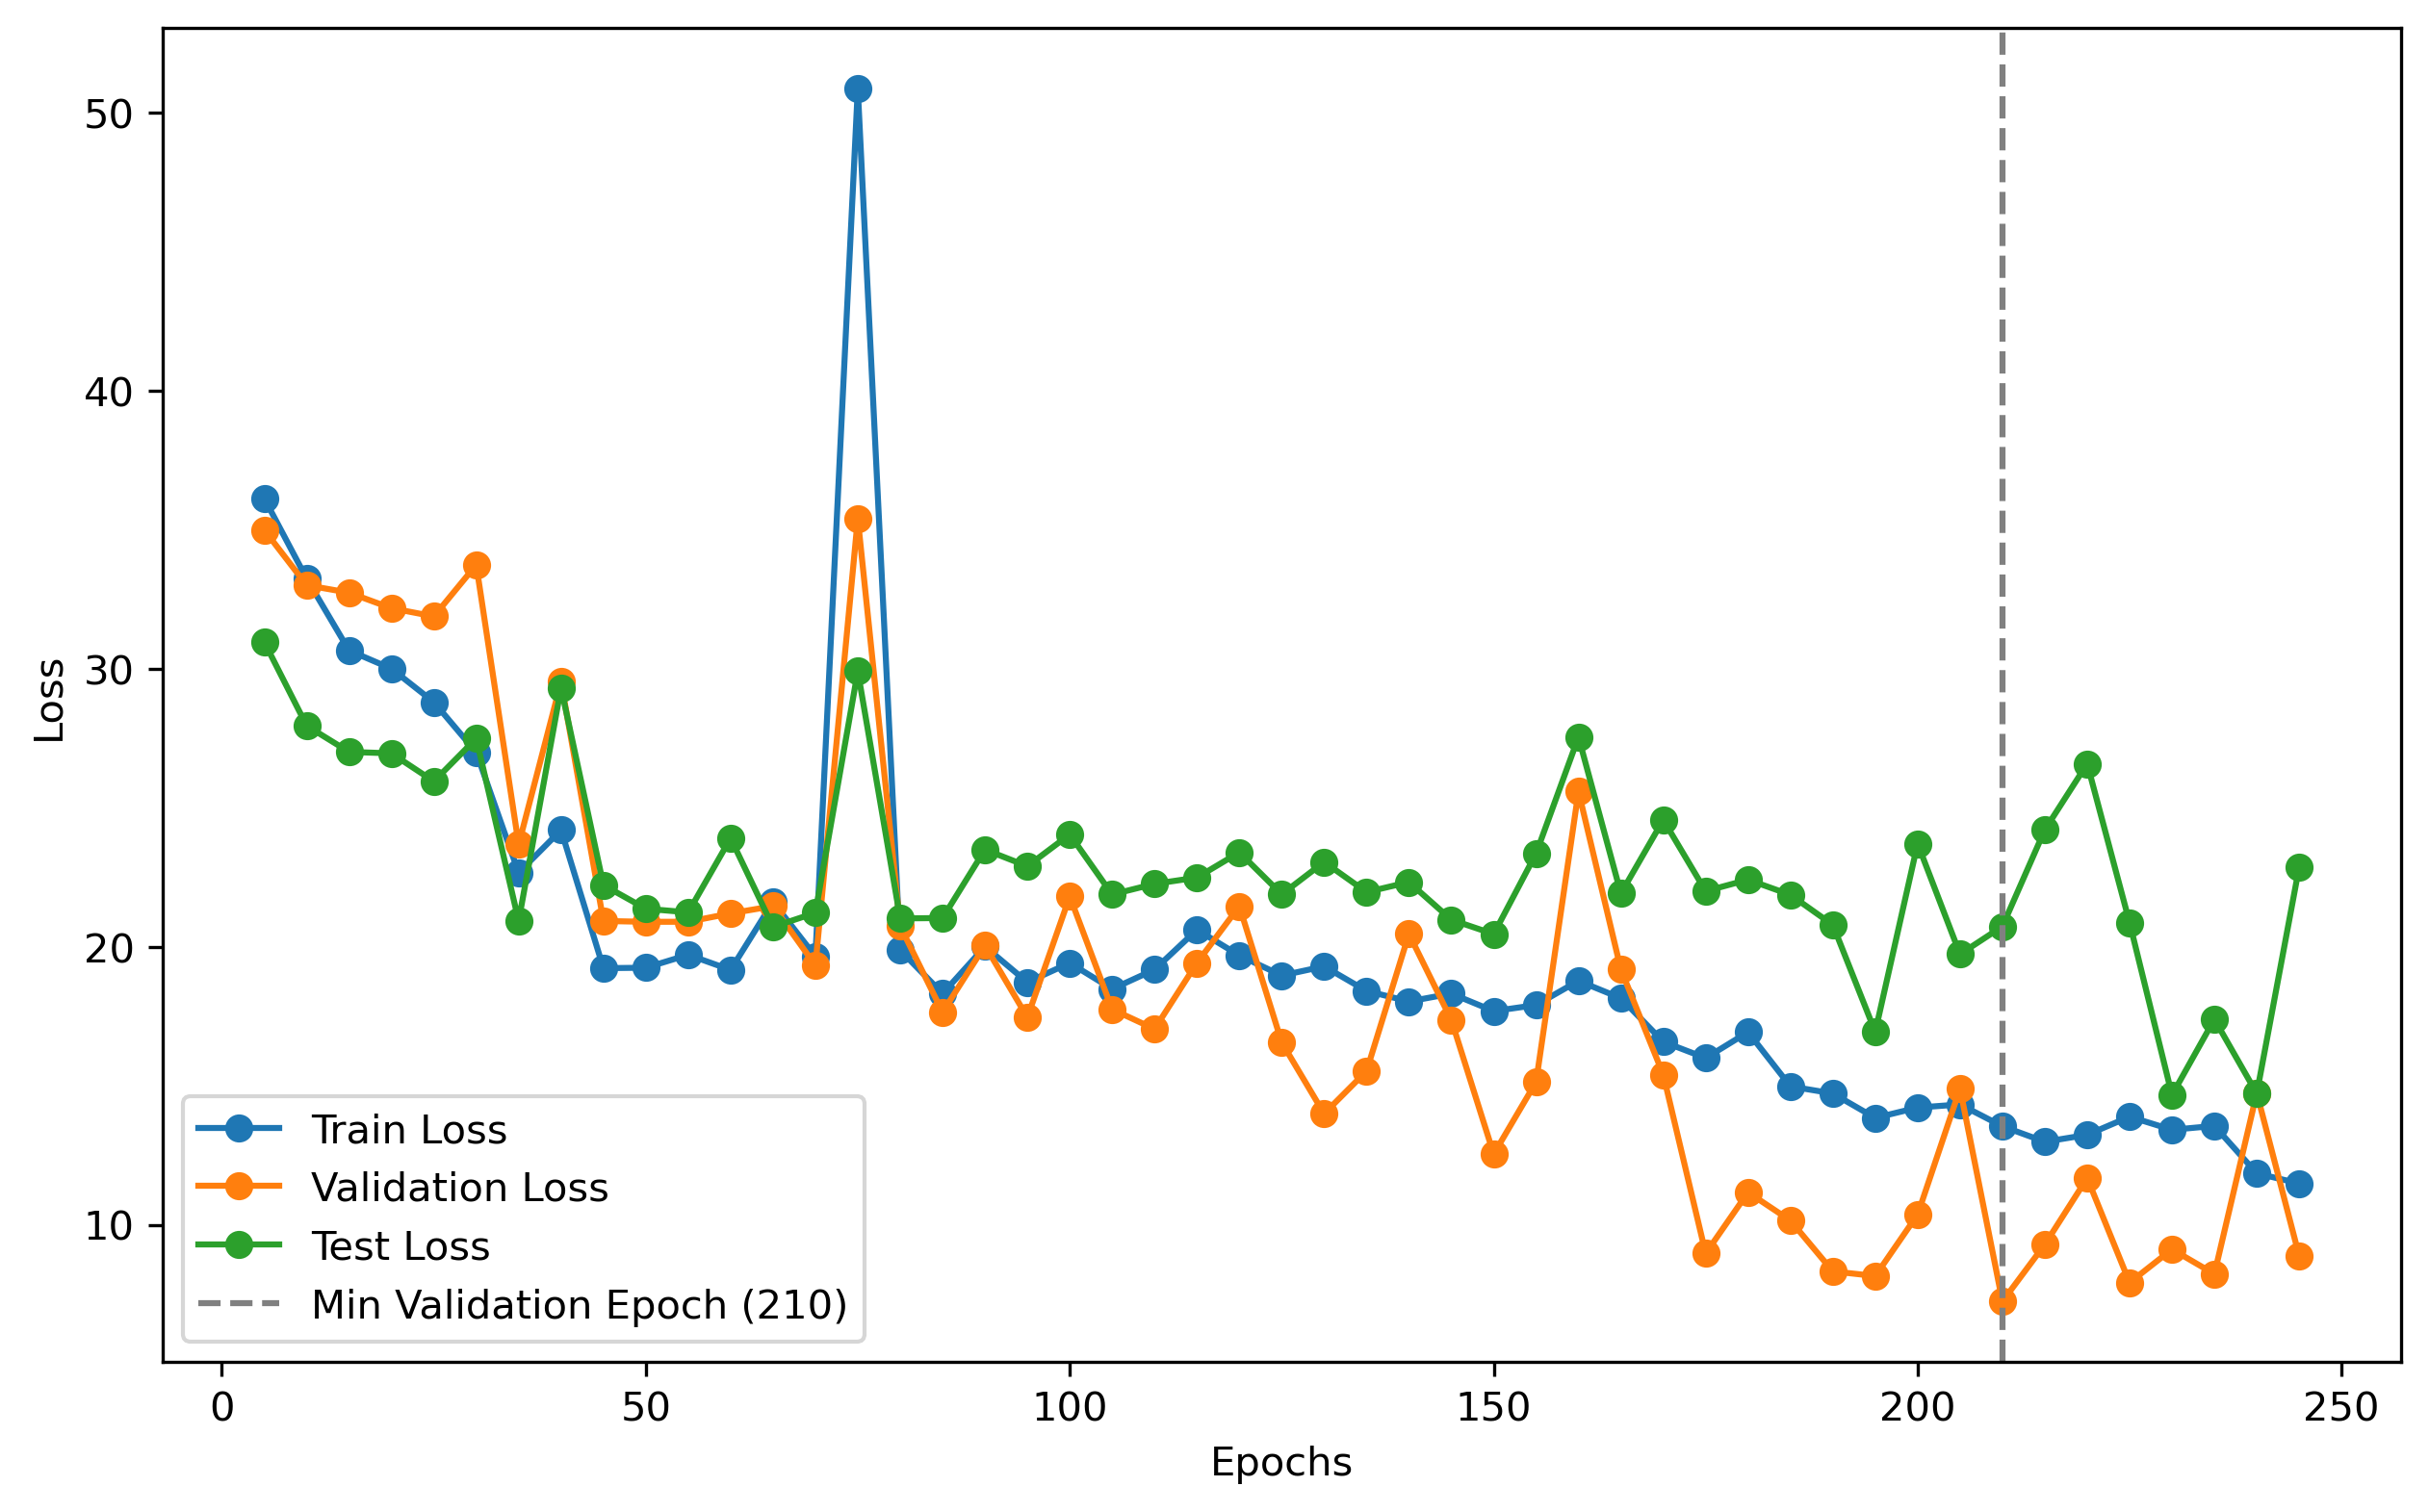 50
40
30
20
10
Loss
Train Loss
Validation Loss
Test Loss
Min Validation Epoch (210)
0 50 100 150 200 250
Epochs